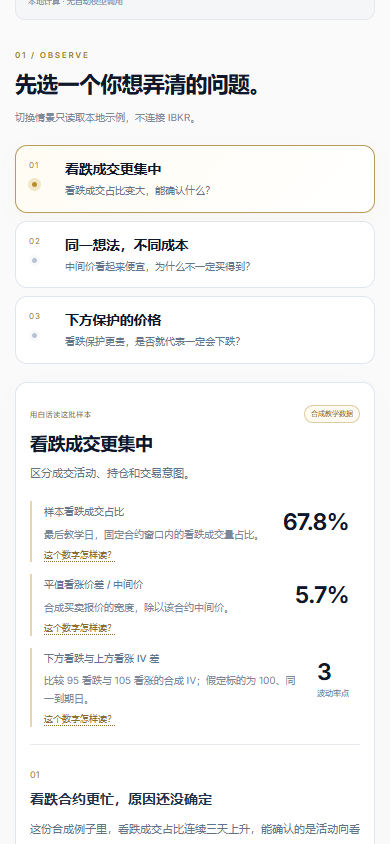 本地计算 · 无自动模型调用
01 / OBSERVE
先选一个你想弄清的问题。
切换情景只读取本地示例，不连接 IBKR。
01
看跌成交更集中
看跌成交占比变大，能确认什么？
02
同一想法，不同成本
中间价看起来便宜，为什么不一定买得到？
03
下方保护的价格
看跌保护更贵，是否就代表一定会下跌？
用白话读这批样本
合成教学数据
看跌成交更集中
区分成交活动、持仓和交易意图。
样本看跌成交占比
67.8%
最后教学日，固定合约窗口内的看跌成交量占比。
这个数字怎样读？
平值看涨价差 / 中间价
5.7%
合成买卖报价的宽度，除以该合约中间价。
这个数字怎样读？
下方看跌与上方看涨 IV 差
3
波动率点
比较 95 看跌与 105 看涨的合成 IV；假定标的为 100、同
一到期日。
这个数字怎样读？
01
看跌合约更忙，原因还没确定
这份合成例子里，看跌成交占比连续三天上升，能确认的是活动向看